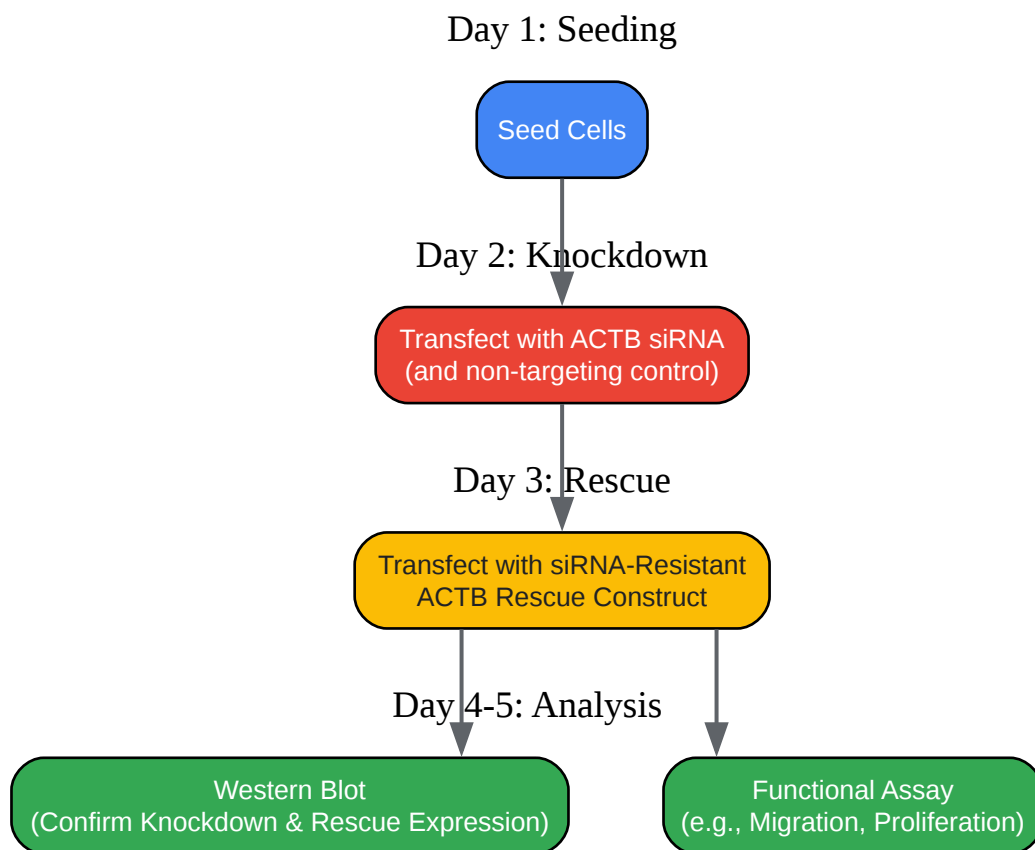 Day 1: Seeding
Seed Cells
Day 2: Knockdown
Transfect with ACTB siRNA
(and non-targeting control)
Day 3: Rescue
Transfect with siRNA-Resistant
ACTB Rescue Construct
Day 4-5: Analysis
Western Blot
(Confirm Knockdown & Rescue Expression)
Functional Assay
(e.g., Migration, Proliferation)